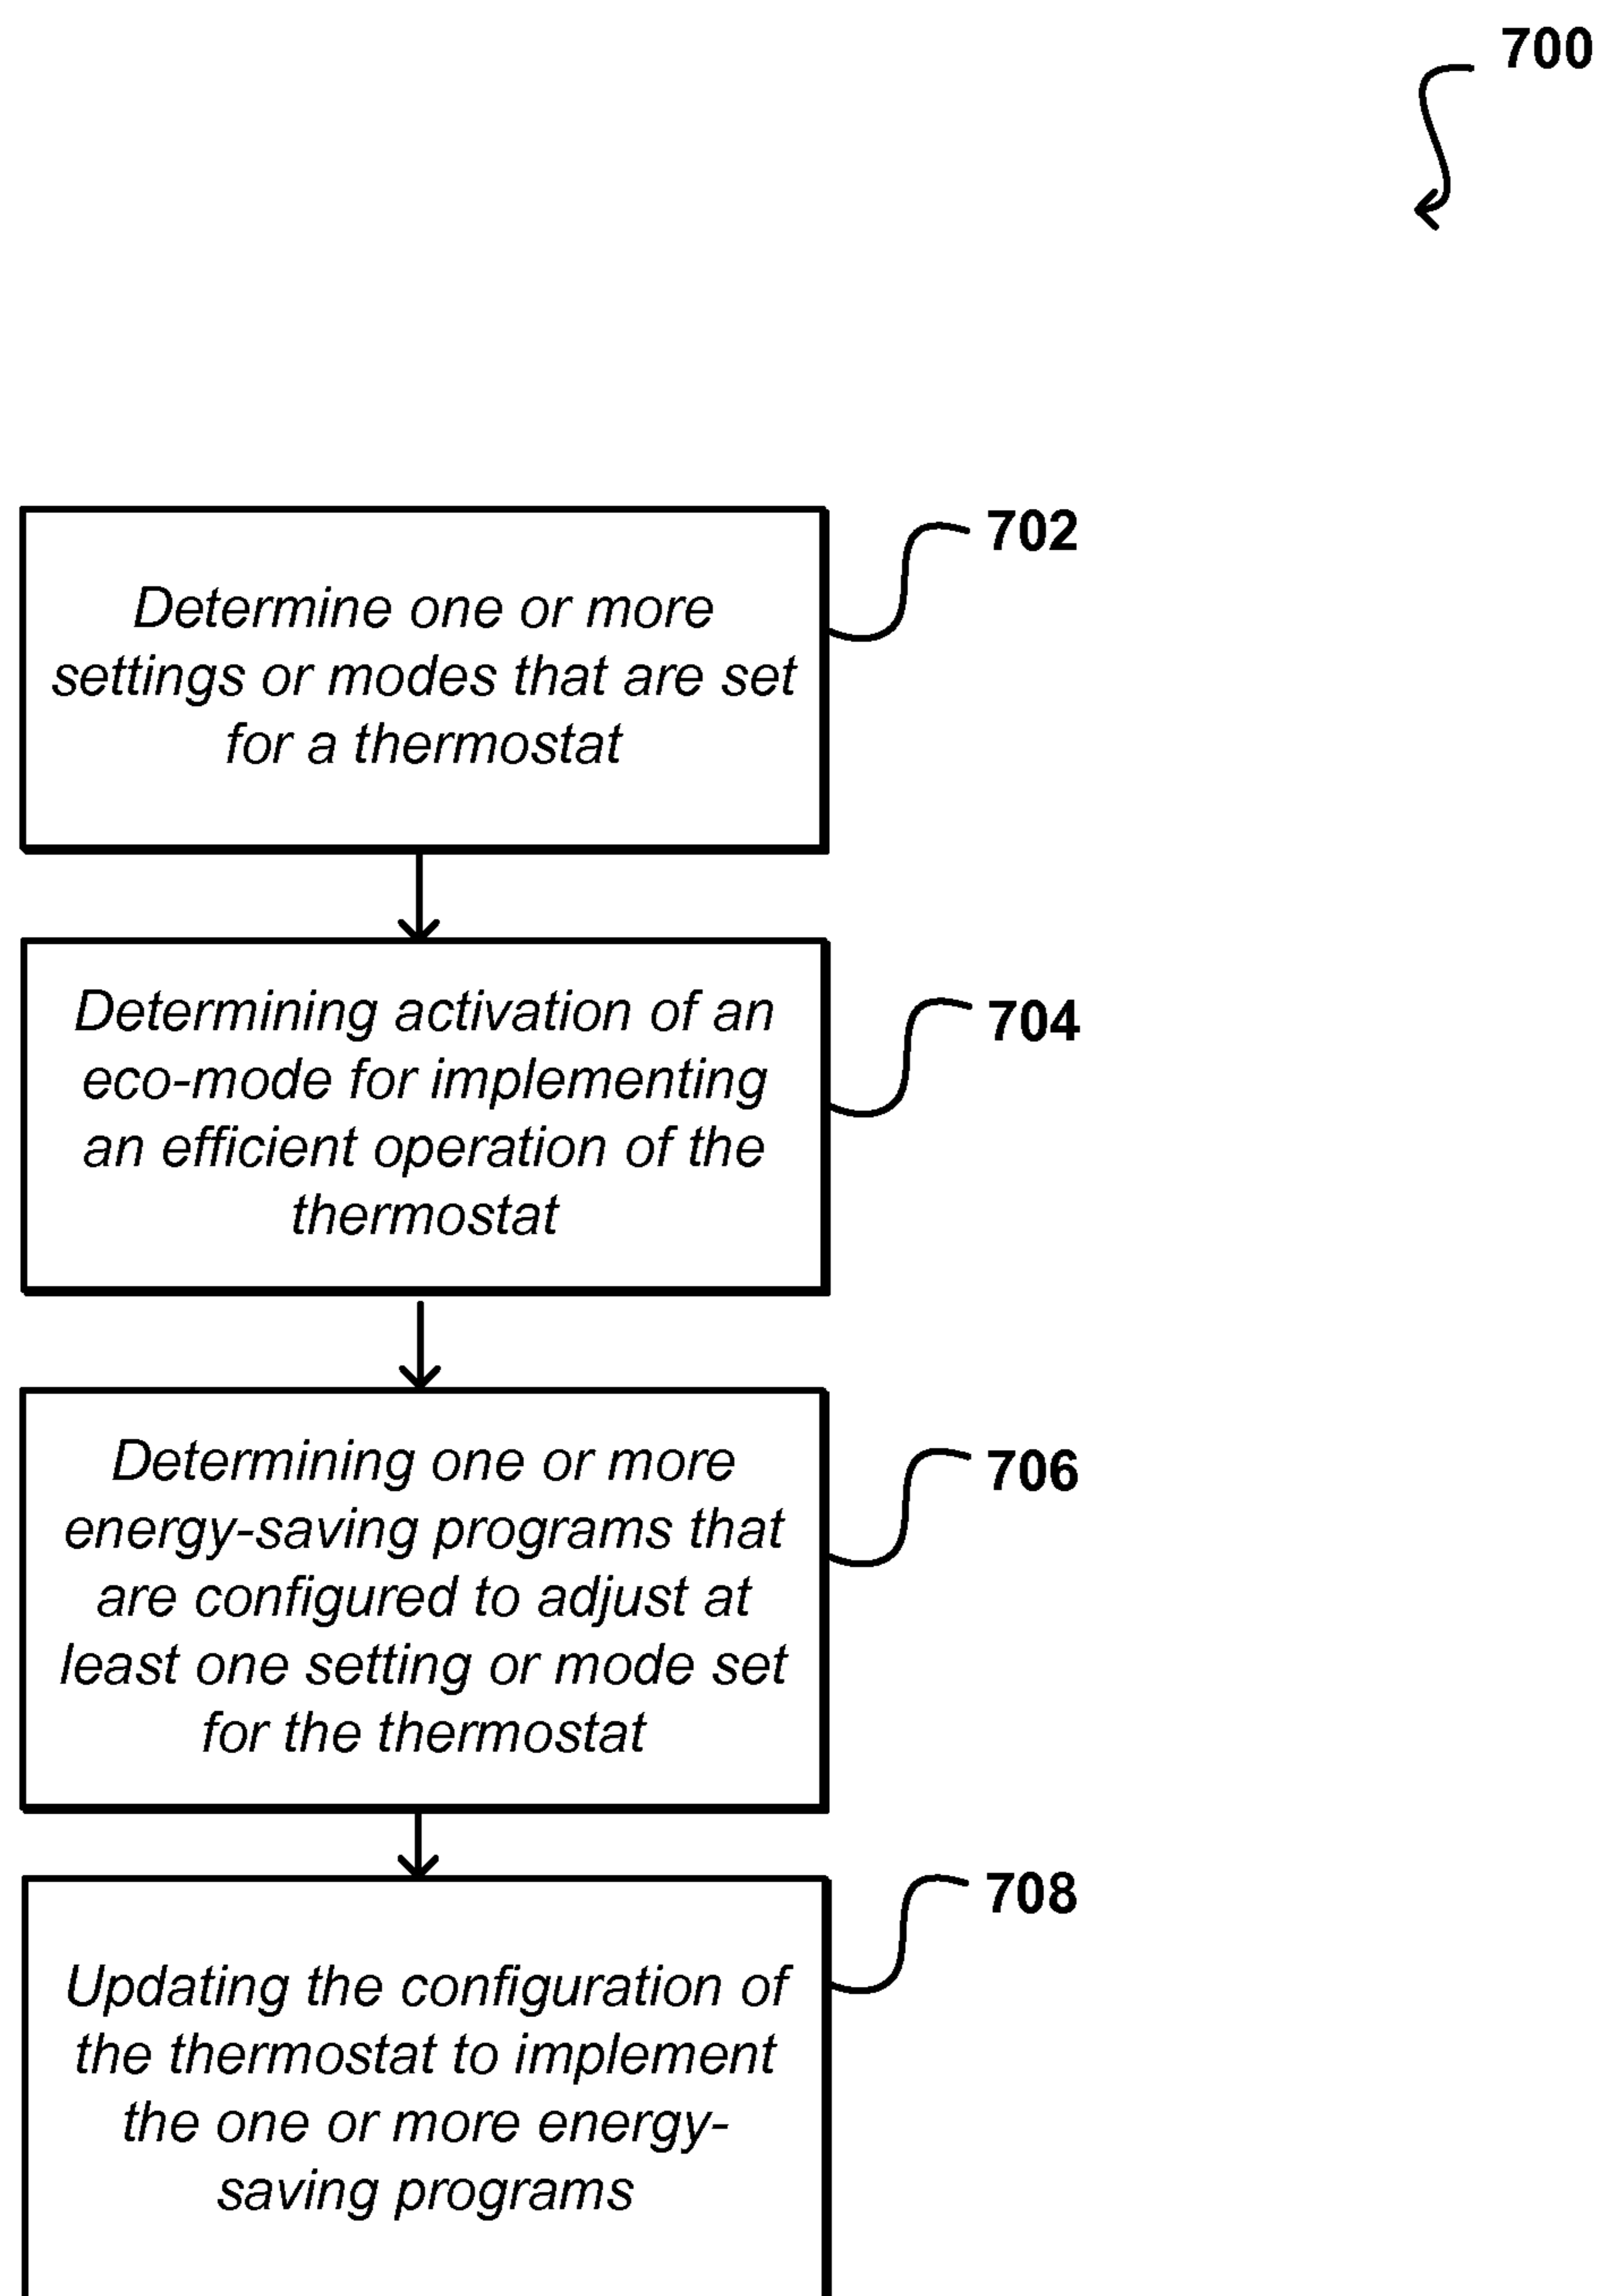 700
702
Determine one or more
settings or modes that are set
for a thermostat
704
Determining activation of an
eco-mode for implementing
an efficient operation of the
thermostat
706
Determining one or more
energy-saving programs that
are configured to adjust at
least one setting or mode set
for the thermostat
708
Updating the configuration of
the thermostat to implement
the one or more energy-
saving programs